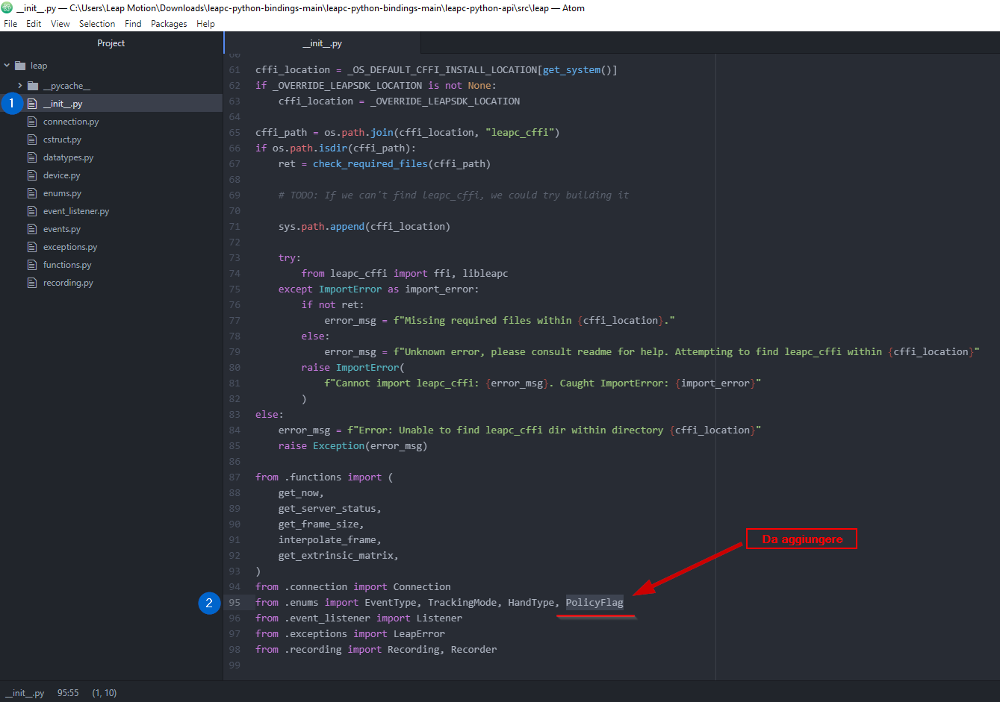 __init__.py — C:\Users\Leap Motion\Downloads\leapc-python-bindings-main\leapc-python-bindings-main\leapc-python-api\src\leap — Atom
File Edit View Selection Find Packages Help
Project
leap
__pycache__
1 __init__.py
connection.py
cstruct.py
datatypes.py
device.py
enums.py
event_listener.py
events.py
exceptions.py
functions.py
recording.py
__init__.py
60
61 cffi_location = _OS_DEFAULT_CFFI_INSTALL_LOCATION[get_system()]
62 if _OVERRIDE_LEAPSDK_LOCATION is not None:
63     cffi_location = _OVERRIDE_LEAPSDK_LOCATION
64
65 cffi_path = os.path.join(cffi_location, "leapc_cffi")
66 if os.path.isdir(cffi_path):
67     ret = check_required_files(cffi_path)
68
69     # TODO: If we can't find leapc_cffi, we could try building it
70
71     sys.path.append(cffi_location)
72
73     try:
74         from leapc_cffi import ffi, libleapc
75     except ImportError as import_error:
76         if not ret:
77             error_msg = f"Missing required files within {cffi_location}."
78         else:
79             error_msg = f"Unknown error, please consult readme for help. Attempting to find leapc_cffi within {cffi_location}"
80         raise ImportError(
81             f"Cannot import leapc_cffi: {error_msg}. Caught ImportError: {import_error}"
82         )
83 else:
84     error_msg = f"Error: Unable to find leapc_cffi dir within directory {cffi_location}"
85     raise Exception(error_msg)
86
87 from .functions import (
88     get_now,
89     get_server_status,
90     get_frame_size,
91     interpolate_frame,
92     get_extrinsic_matrix,
93 )
94 from .connection import Connection
2 95 from .enums import EventType, TrackingMode, HandType, PolicyFlag
96 from .event_listener import Listener
97 from .exceptions import LeapError
98 from .recording import Recording, Recorder
99
Da aggiungere
__init__.py 95:55 (1, 10)